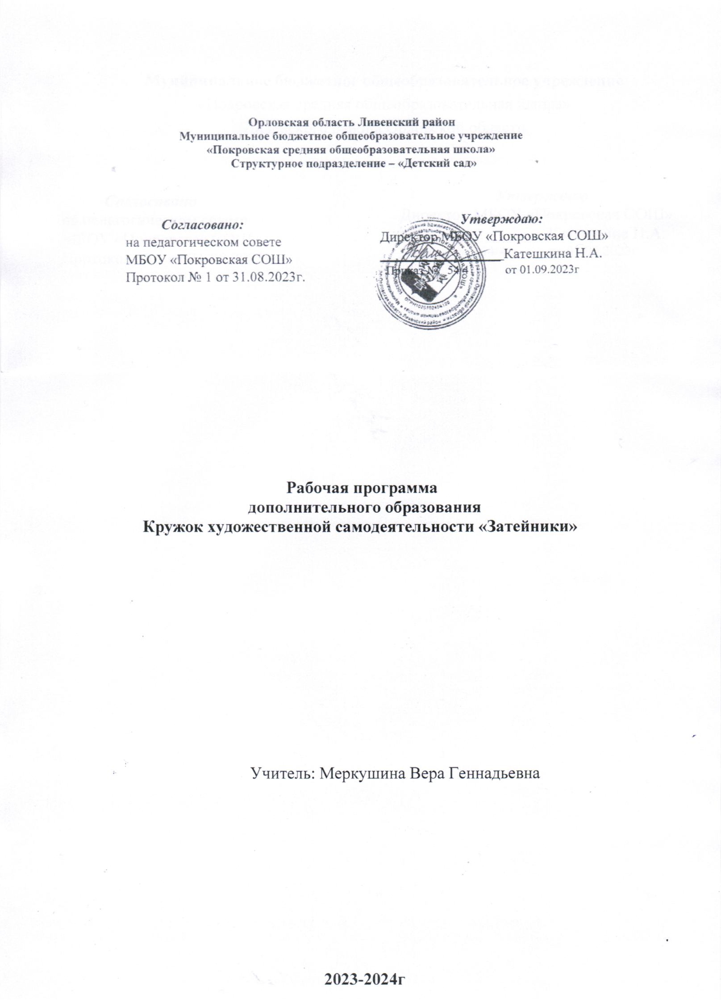 Орловская область Ливенский район
Муниципальное бюджетное общеобразовательное учреждение
«Покровская средняя общеобразовательная школа»
Структурное подразделение – «Детский сад»
Согласовано:
на педагогическом совете
МБОУ «Покровская СОШ»
Протокол № 1 от 31.08.2023г.
Утверждаю:
Директор МБОУ «Покровская СОШ»
Катешкина Н.А.
Приказ № 54/4 от 01.09.2023г
Рабочая программа
дополнительного образования
Кружок художественной самодеятельности «Затейники»
Учитель: Меркушина Вера Геннадьевна
2023-2024г